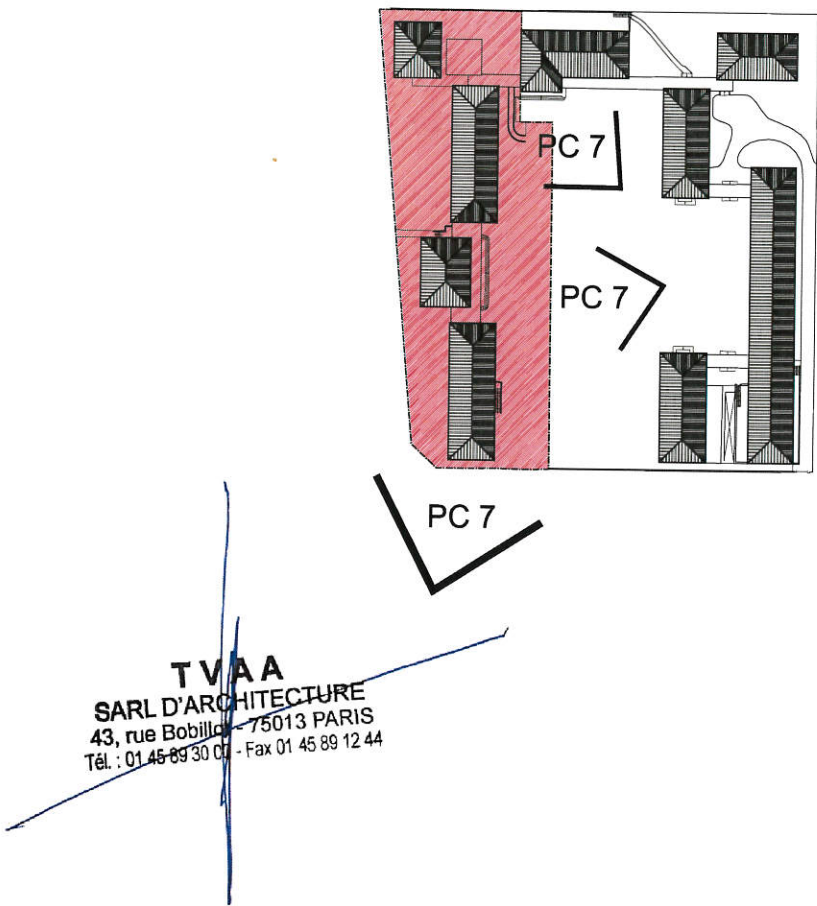 PC 7
PC 7
PC 7
TVAA
SARL D'ARCHITECTURE
43, rue Bobillot - 75013 PARIS
Tél. : 01 45 89 30 00 - Fax 01 45 89 12 44